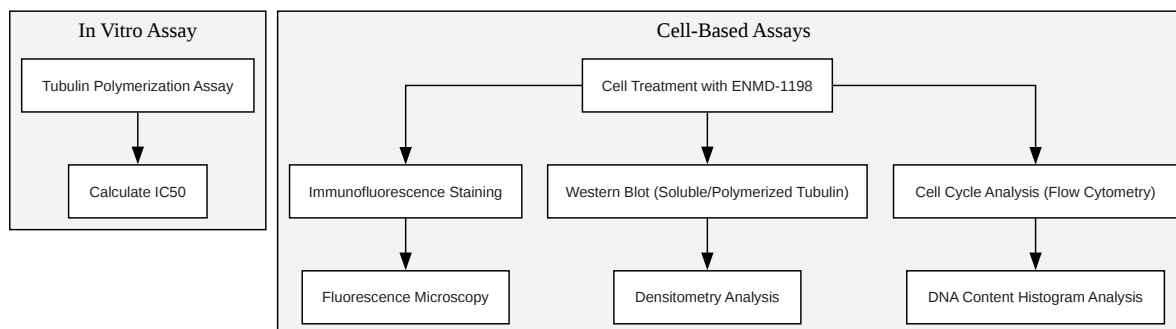 In Vitro Assay
Tubulin Polymerization Assay
Calculate IC50
Cell-Based Assays
Cell Treatment with ENMD-1198
Immunofluorescence Staining
Western Blot (Soluble/Polymerized Tubulin)
Cell Cycle Analysis (Flow Cytometry)
Fluorescence Microscopy
Densitometry Analysis
DNA Content Histogram Analysis